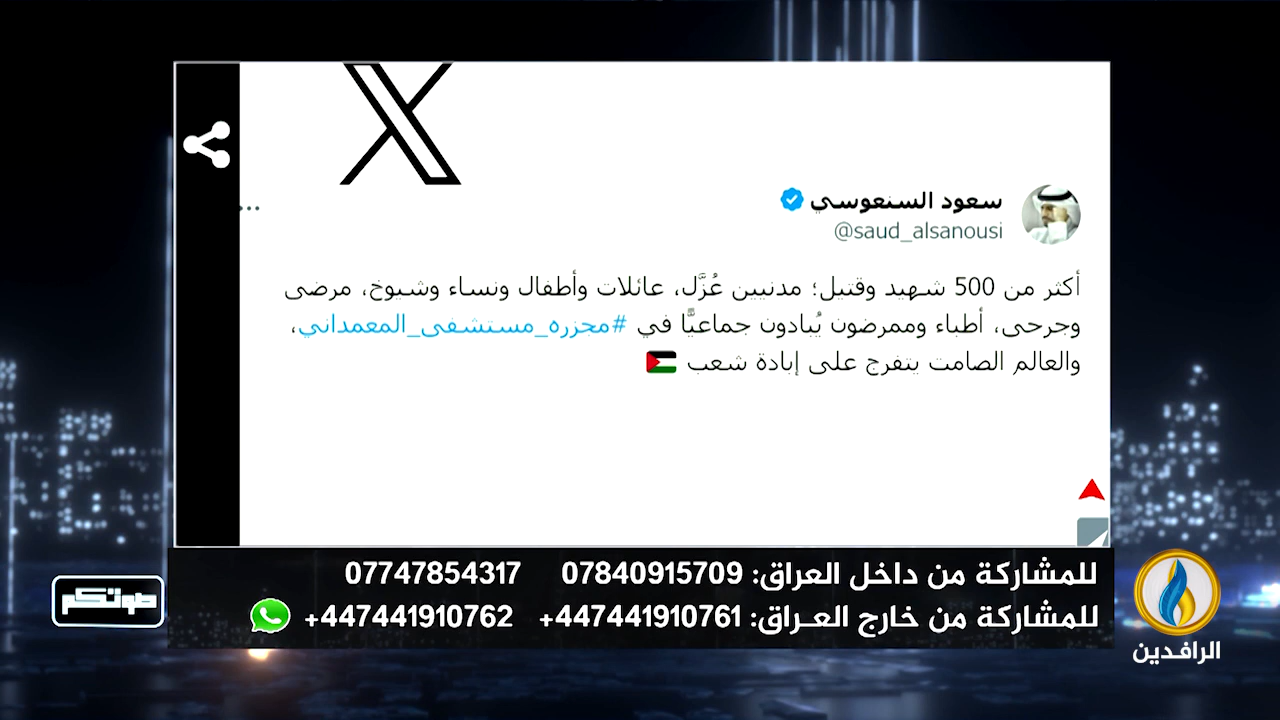 X
سعود السنعوسي
@saud_alsanousi
...
أكثر من 500 شهيد وقتيل؛ مدنيين عُزَّل، عائلات وأطفال ونساء وشيوخ، مرضى
وجرحى، أطباء وممرضون يُبادون جماعيًّا في #مجزره_مستشفى_المعمداني،
والعالم الصامت يتفرج على إبادة شعب 🇵🇸
للمشاركة من داخل العراق: 07840915709 07747854317
للمشاركة من خارج العـراق: 447441910761+ 447441910762+
صوتكم
الرافدين